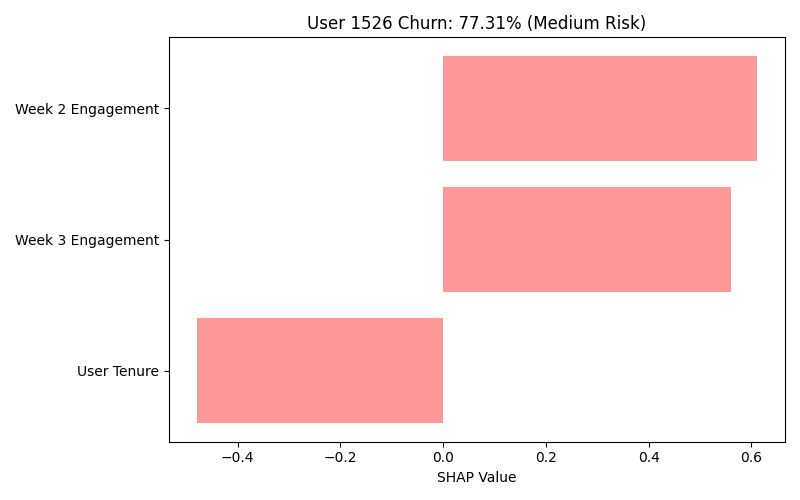 User 1526 Churn: 77.31% (Medium Risk)
Week 2 Engagement
Week 3 Engagement
User Tenure
−0.4 −0.2 0.0 0.2 0.4 0.6
SHAP Value